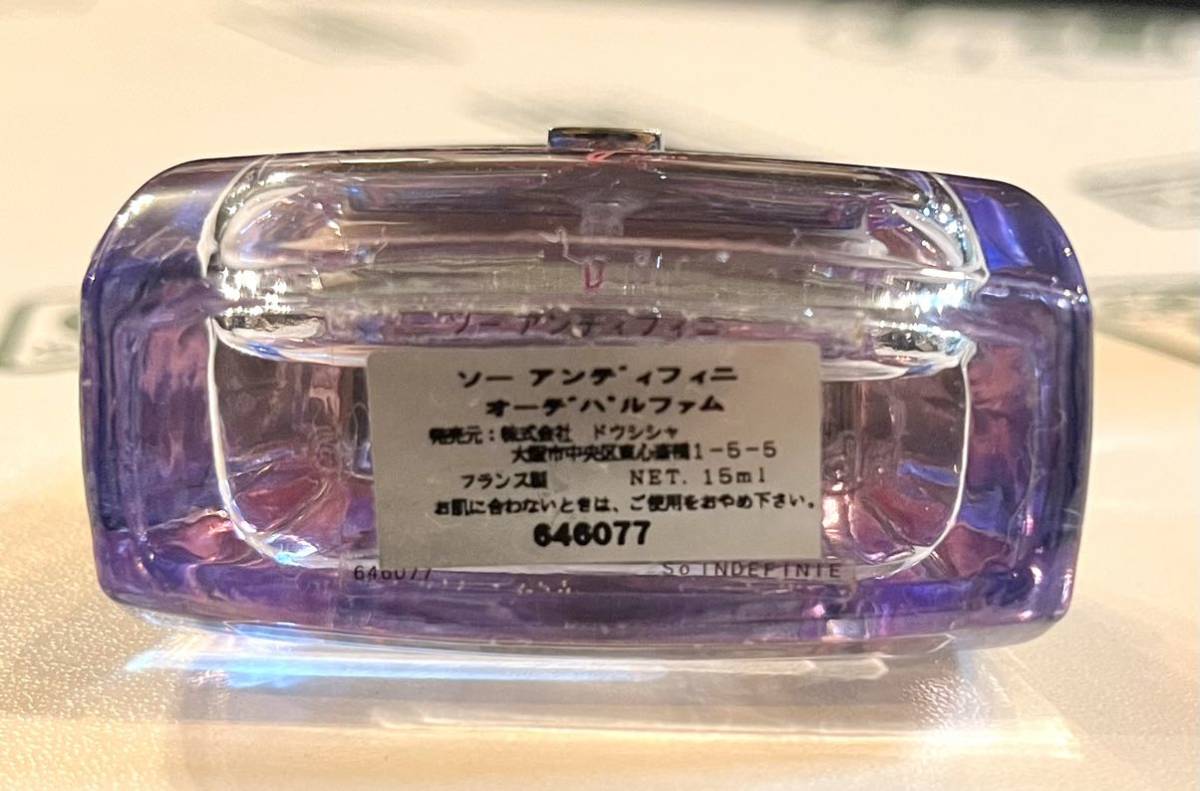 ソー アンディフィニ
ソー アンディフィニ
オーデパルファム
発売元：株式会社 ドウシシャ
大阪市中央区東心斎橋1-5-5
フランス製 NET. 15ml
お肌に合わないときは、ご使用をおやめ下さい。
646077
646077 So INDEFINIE